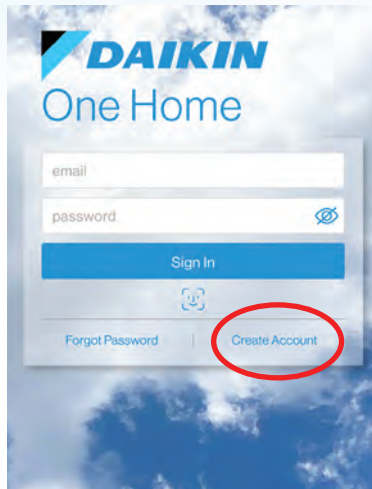 DAIKIN
One Home
email
password
Sign In
Forgot Password | Create Account